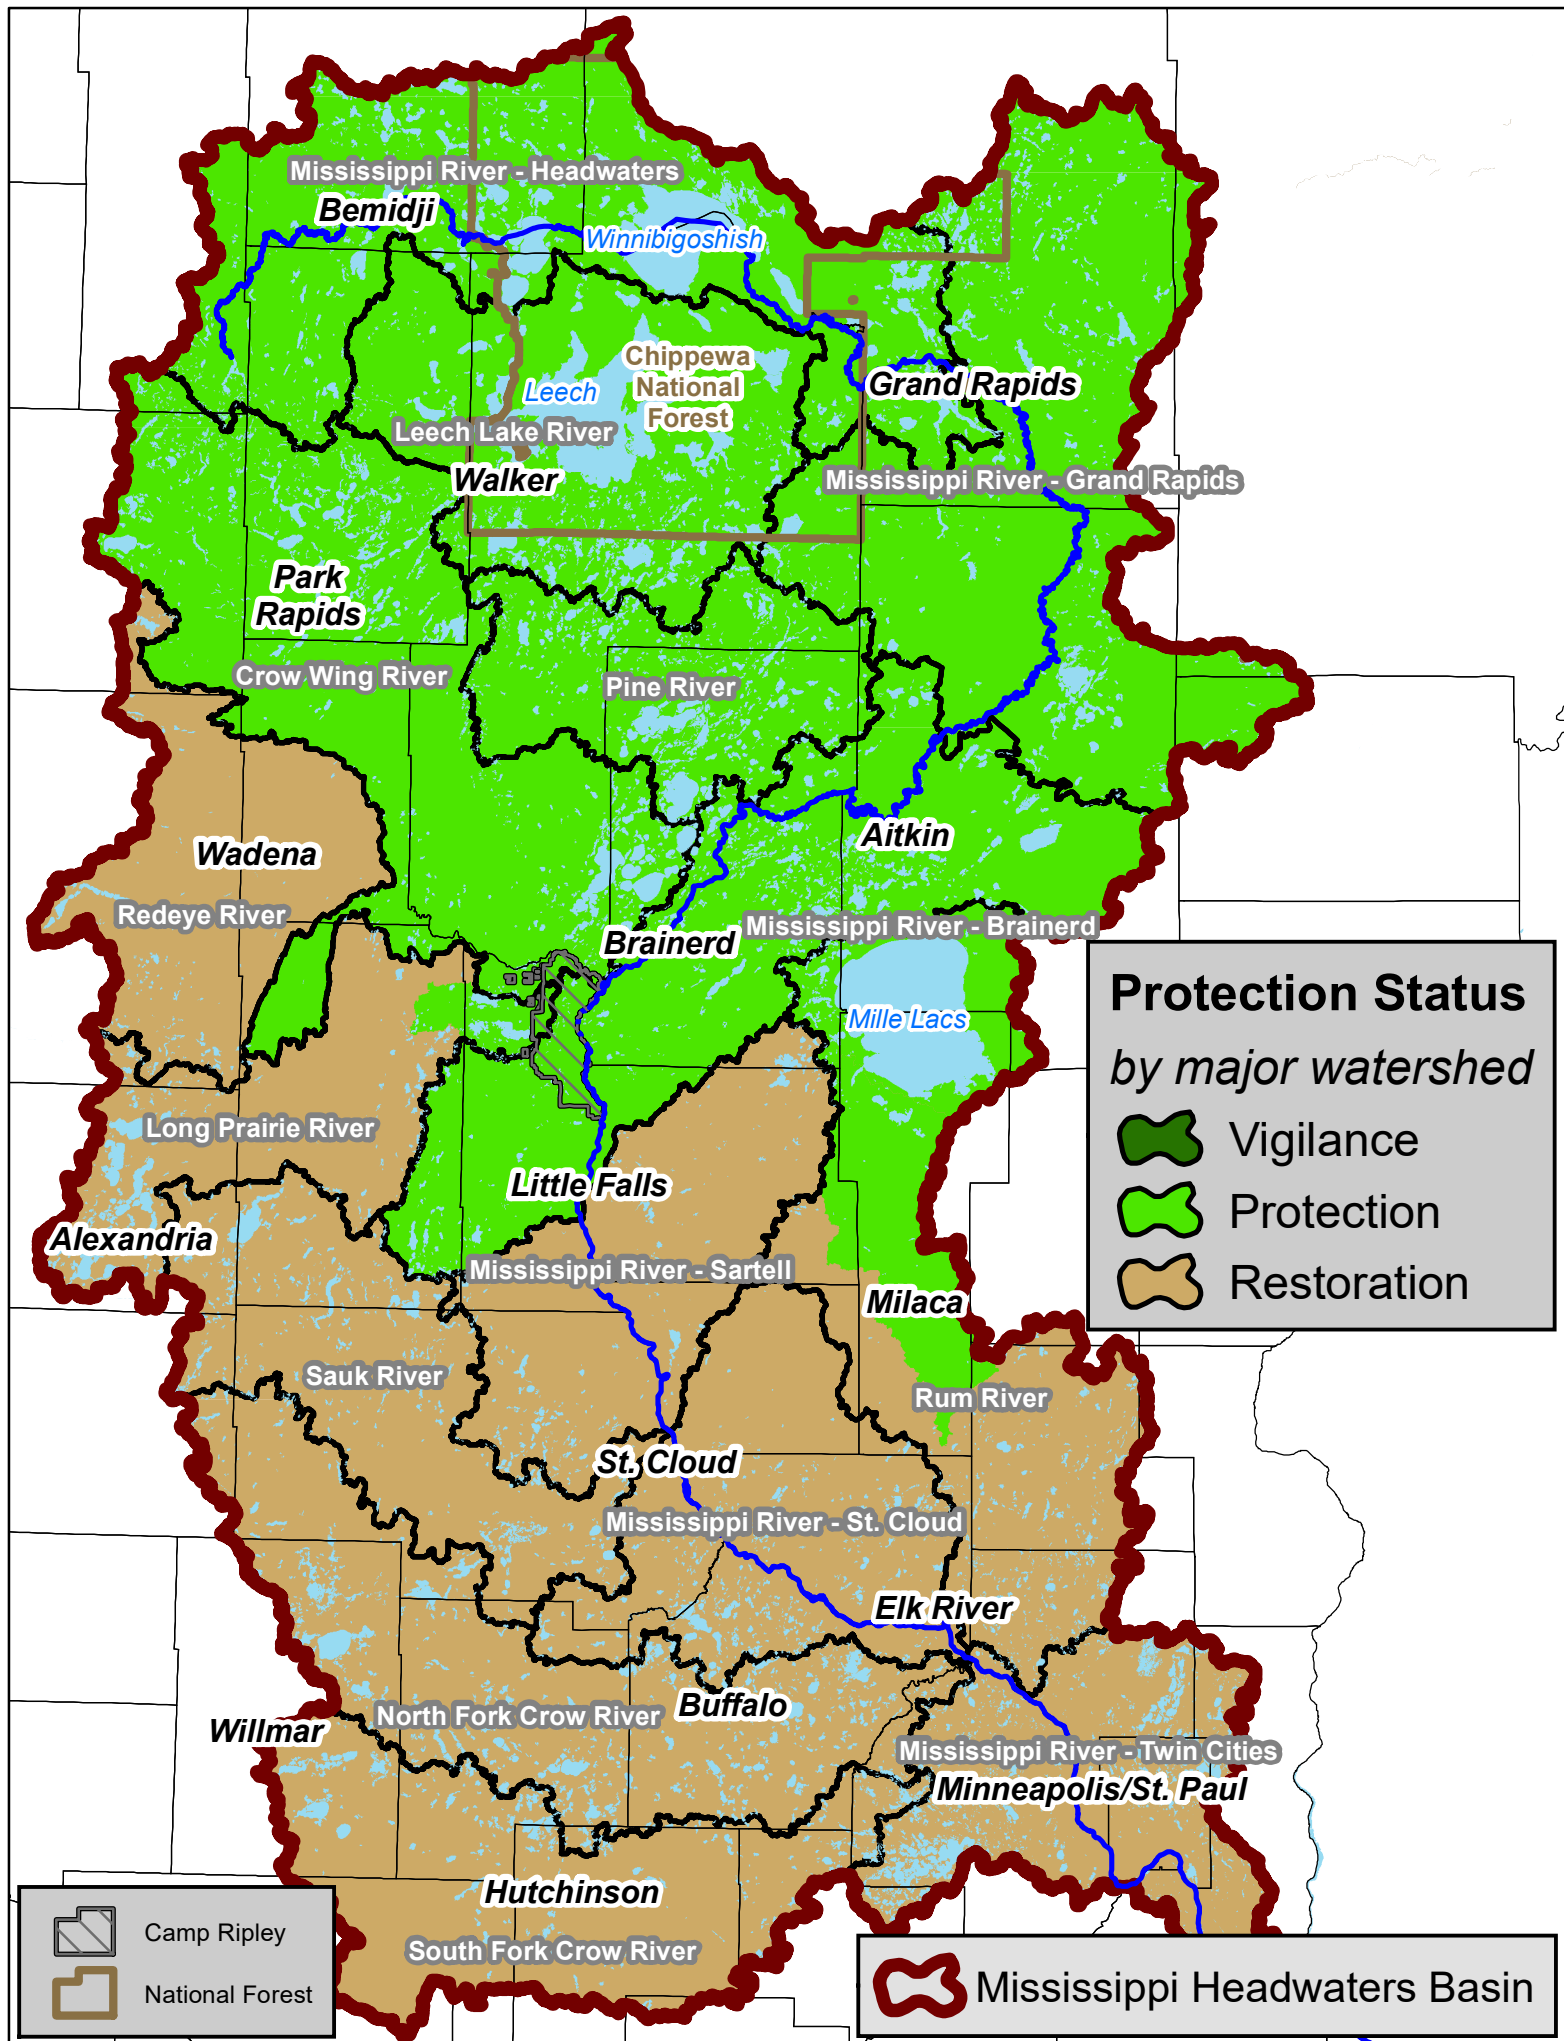 Mississippi River - Headwaters
Bemidji
Winnibigoshish
Chippewa
National
Forest
Grand Rapids
Leech
Leech Lake River
Walker
Mississippi River - Grand Rapids
Park
Rapids
Crow Wing River
Pine River
Aitkin
Wadena
Redeye River
Mississippi River - Brainerd
Brainerd
Mille Lacs
Protection Status
by major watershed
Vigilance
Protection
Restoration
Long Prairie River
Little Falls
Alexandria
Mississippi River - Sartell
Milaca
Sauk River
Rum River
St. Cloud
Mississippi River - St. Cloud
Elk River
Buffalo
North Fork Crow River
Willmar
Mississippi River - Twin Cities
Minneapolis/St. Paul
Hutchinson
South Fork Crow River
Camp Ripley
National Forest
Mississippi Headwaters Basin